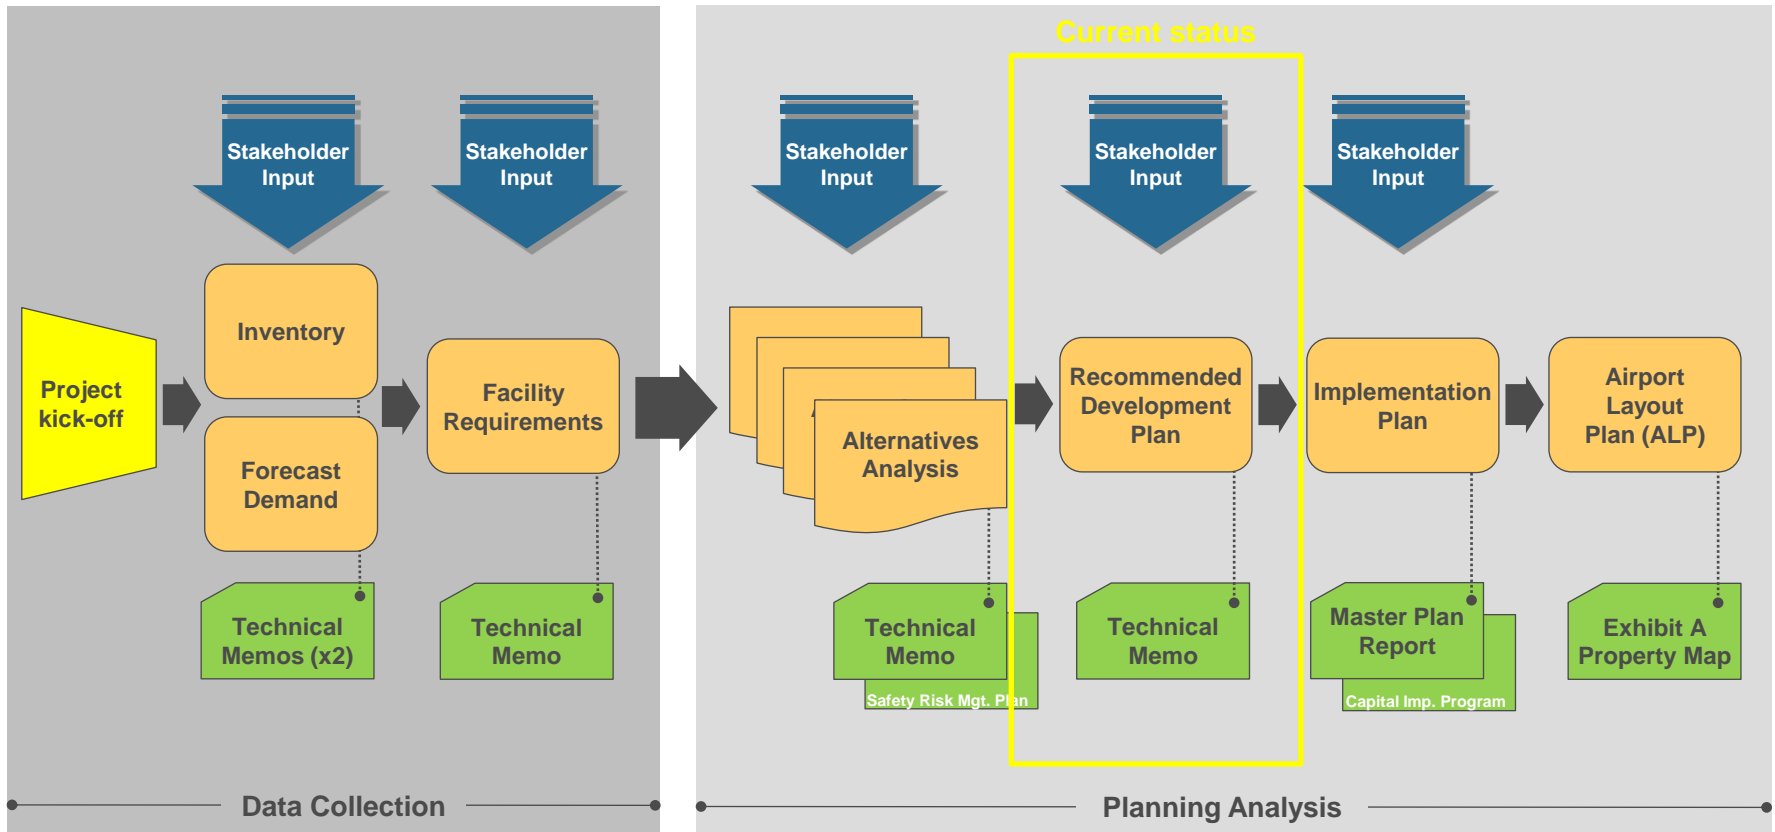 Current status
Stakeholder
Input
Stakeholder
Input
Stakeholder
Input
Stakeholder
Input
Stakeholder
Input
Project
kick-off
Inventory
Forecast
Demand
Facility
Requirements
Alternatives
Analysis
Recommended
Development
Plan
Implementation
Plan
Airport
Layout
Plan (ALP)
Technical
Memos (x2)
Technical
Memo
Technical
Memo
Safety Risk Mgt. Plan
Technical
Memo
Master Plan
Report
Capital Imp. Program
Exhibit A
Property Map
Data Collection
Planning Analysis